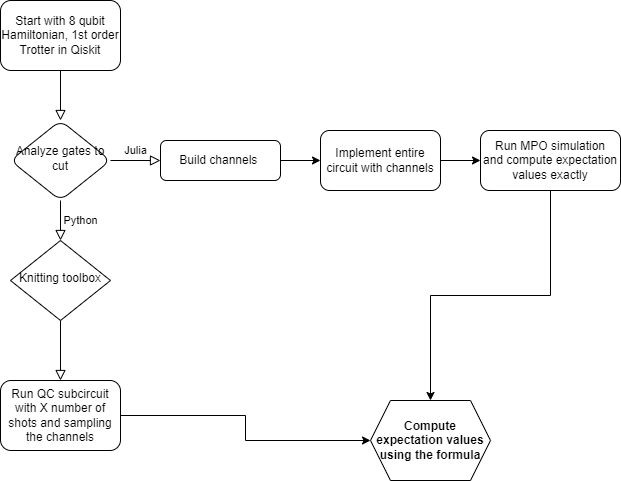 Start with 8 qubit
Hamiltonian, 1st order
Trotter in Qiskit
Analyze gates to
cut
Julia
Build channels
Implement entire
circuit with channels
Run MPO simulation
and compute expectation
values exactly
Python
Knitting toolbox
Run QC subcircuit
with X number of
shots and sampling
the channels
Compute
expectation values
using the formula